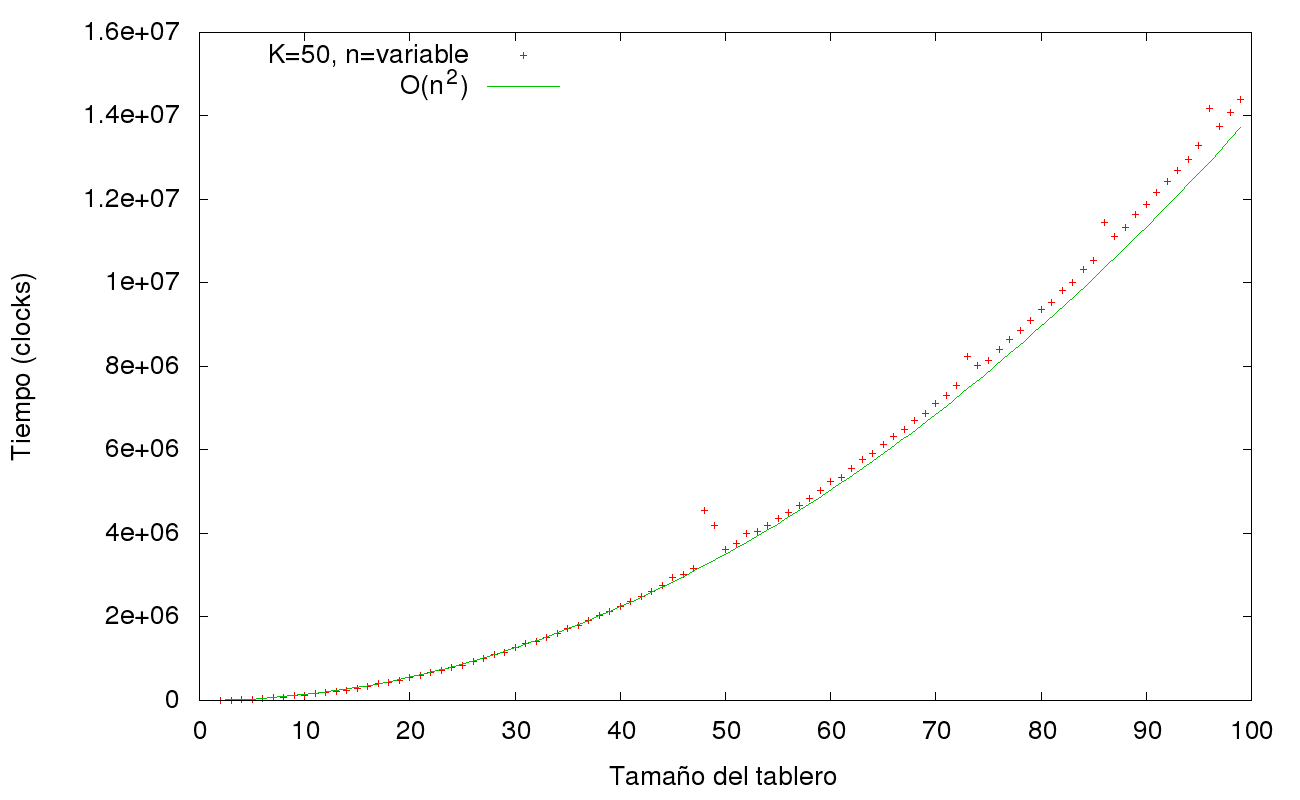 1.6e+07
1.4e+07
1.2e+07
1e+07
8e+06
6e+06
4e+06
2e+06
0
K=50, n=variable
O(n²)
Tiempo (clocks)
0 10 20 30 40 50 60 70 80 90 100
Tamaño del tablero